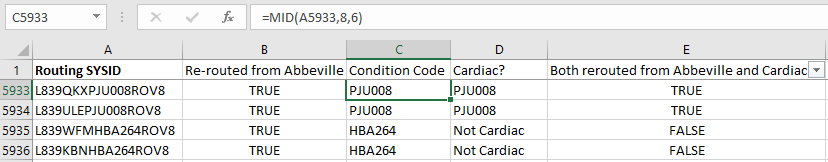 C5933 fx =MID(A5933,8,6)
A B C D E
1 Routing SYSID Re-routed from Abbeville Condition Code Cardiac? Both rerouted from Abbeville and Cardiac
5933 L839QKXPJU008ROV8 TRUE PJU008 PJU008 TRUE
5934 L839ULEPJU008ROV8 TRUE PJU008 PJU008 TRUE
5935 L839WFMHBA264ROV8 TRUE HBA264 Not Cardiac FALSE
5936 L839KBNHBA264ROV8 TRUE HBA264 Not Cardiac FALSE